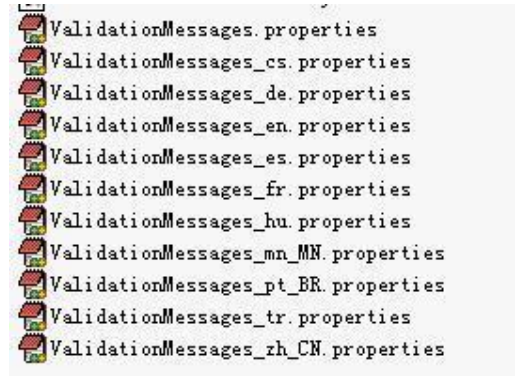 ValidationMessages.properties
ValidationMessages_cs.properties
ValidationMessages_de.properties
ValidationMessages_en.properties
ValidationMessages_es.properties
ValidationMessages_fr.properties
ValidationMessages_hu.properties
ValidationMessages_mn_MN.properties
ValidationMessages_pt_BR.properties
ValidationMessages_tr.properties
ValidationMessages_zh_CN.properties